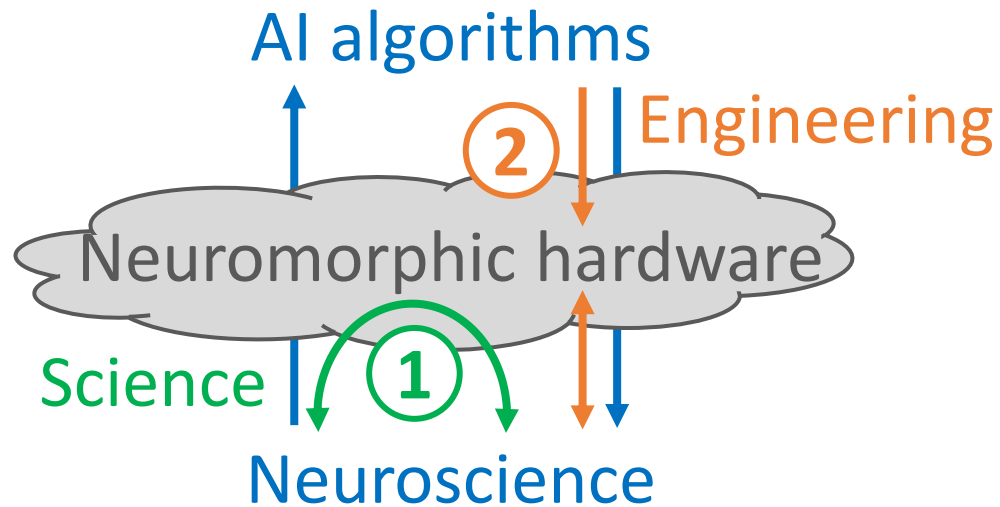 AI algorithms
Engineering
2
Neuromorphic hardware
Science
1
Neuroscience